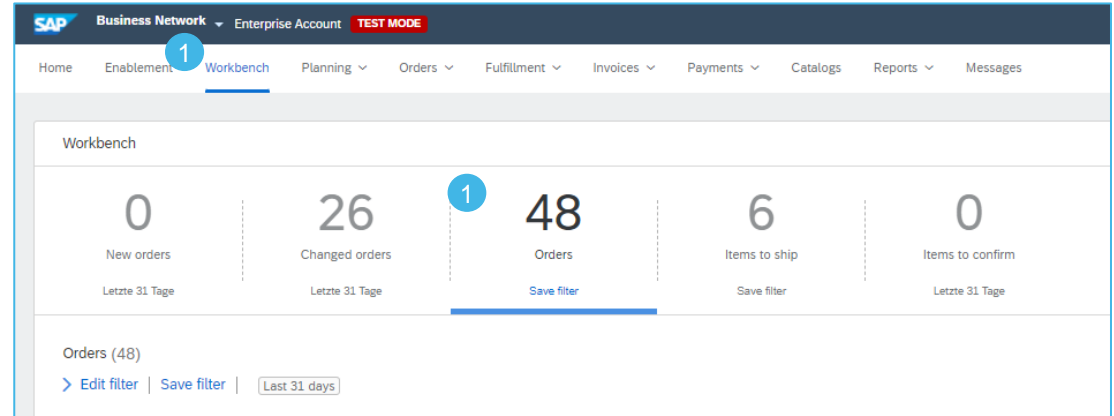 SAP Business Network Enterprise Account TEST MODE
1
Home Enablement Workbench Planning Orders Fulfillment Invoices Payments Catalogs Reports Messages
Workbench
1
0 26 48 6 0
New orders Changed orders Orders Items to ship Items to confirm
Letzte 31 Tage Letzte 31 Tage Save filter Save filter Letzte 31 Tage
Orders (48)
Edit filter | Save filter | Last 31 days